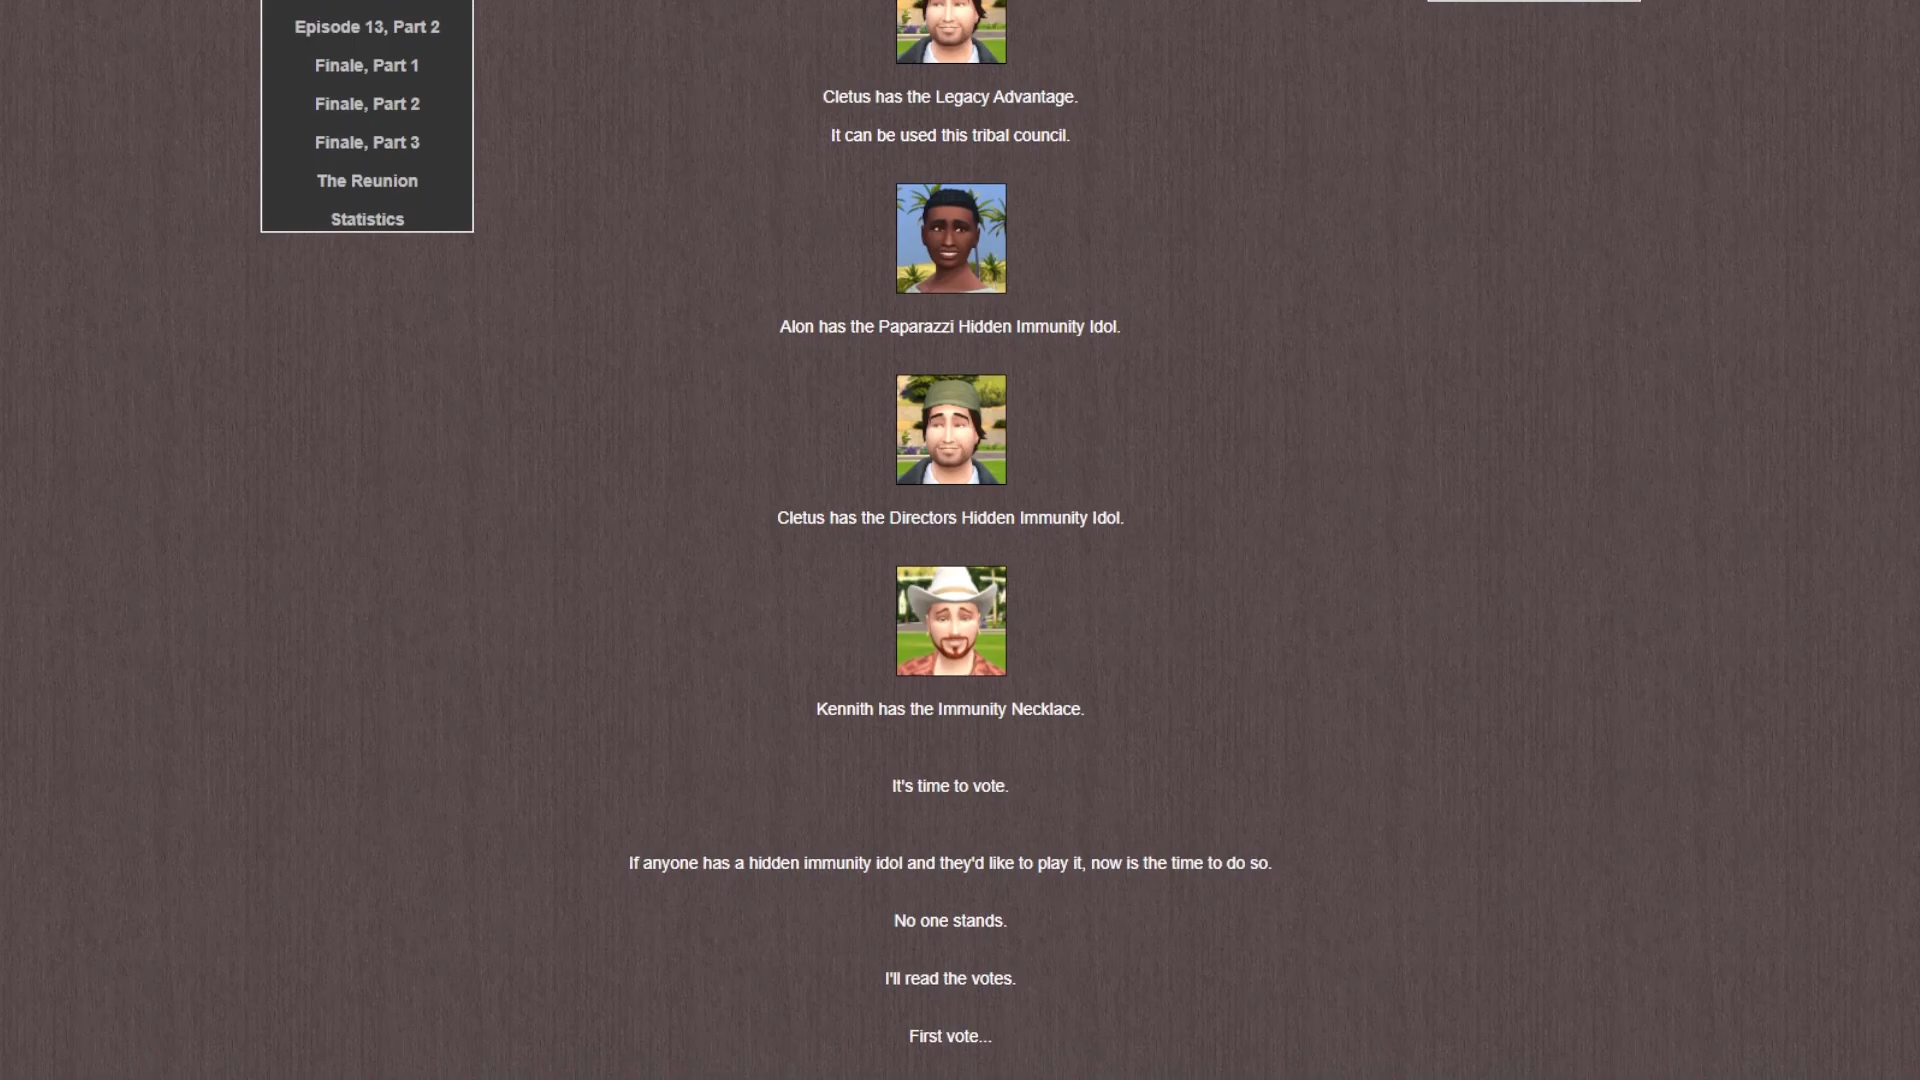 Episode 13, Part 2
Finale, Part 1
Finale, Part 2
Finale, Part 3
The Reunion
Statistics
Cletus has the Legacy Advantage.
It can be used this tribal council.
Alon has the Paparazzi Hidden Immunity Idol.
Cletus has the Directors Hidden Immunity Idol.
Kennith has the Immunity Necklace.
It's time to vote.
If anyone has a hidden immunity idol and they'd like to play it, now is the time to do so.
No one stands.
I'll read the votes.
First vote...